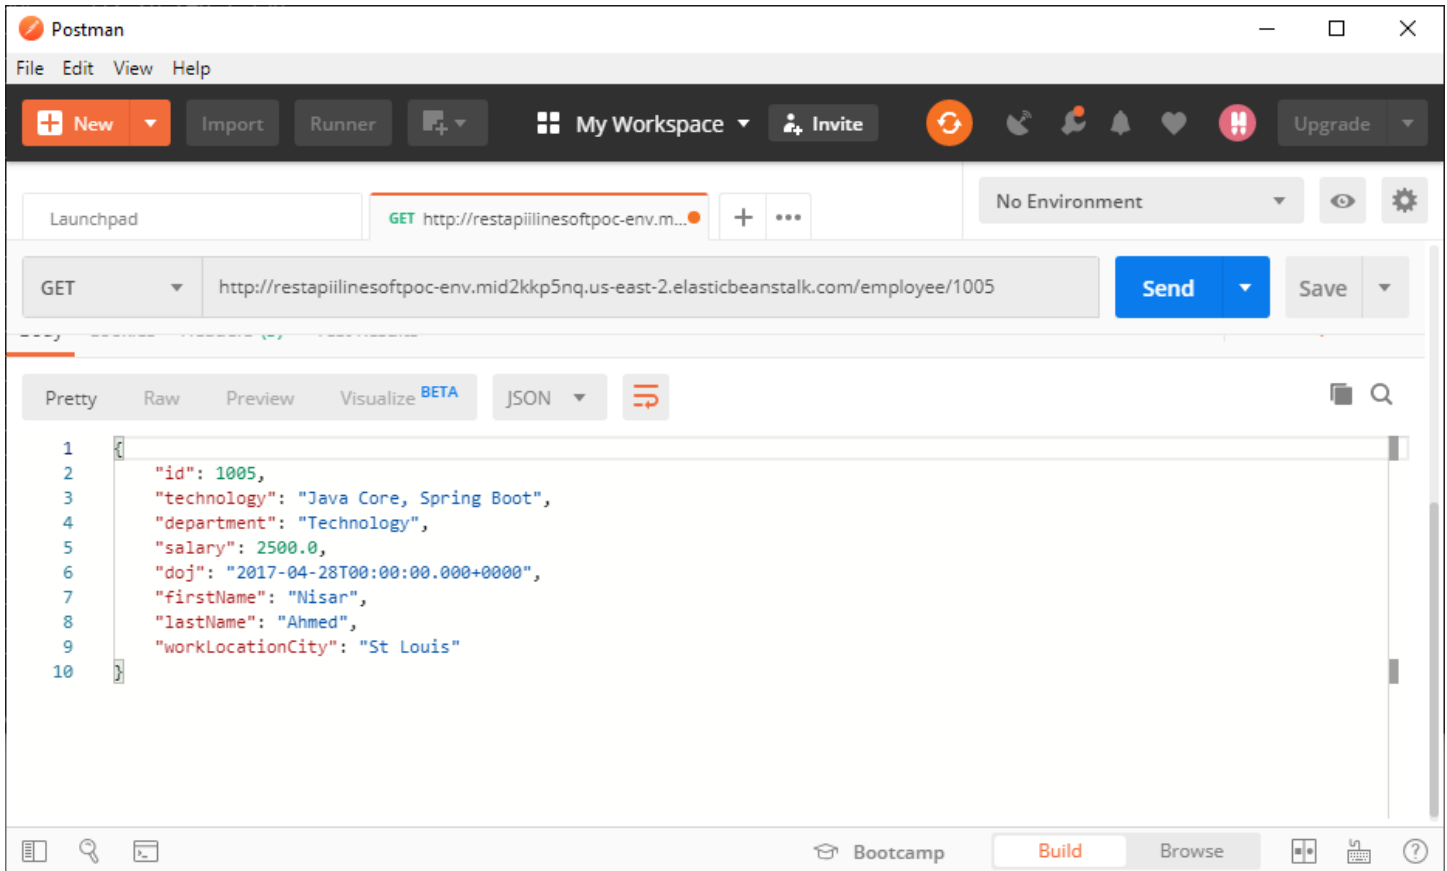 Postman
File Edit View Help
New Import Runner My Workspace Invite Upgrade
Launchpad GET http://restapiilinesoftpoc-env.m... No Environment
GET http://restapiilinesoftpoc-env.mid2kkp5nq.us-east-2.elasticbeanstalk.com/employee/1005 Send Save
Pretty Raw Preview Visualize BETA JSON
1 {
2 "id": 1005,
3 "technology": "Java Core, Spring Boot",
4 "department": "Technology",
5 "salary": 2500.0,
6 "doj": "2017-04-28T00:00:00.000+0000",
7 "firstName": "Nisar",
8 "lastName": "Ahmed",
9 "workLocationCity": "St Louis"
10 }
Bootcamp Build Browse